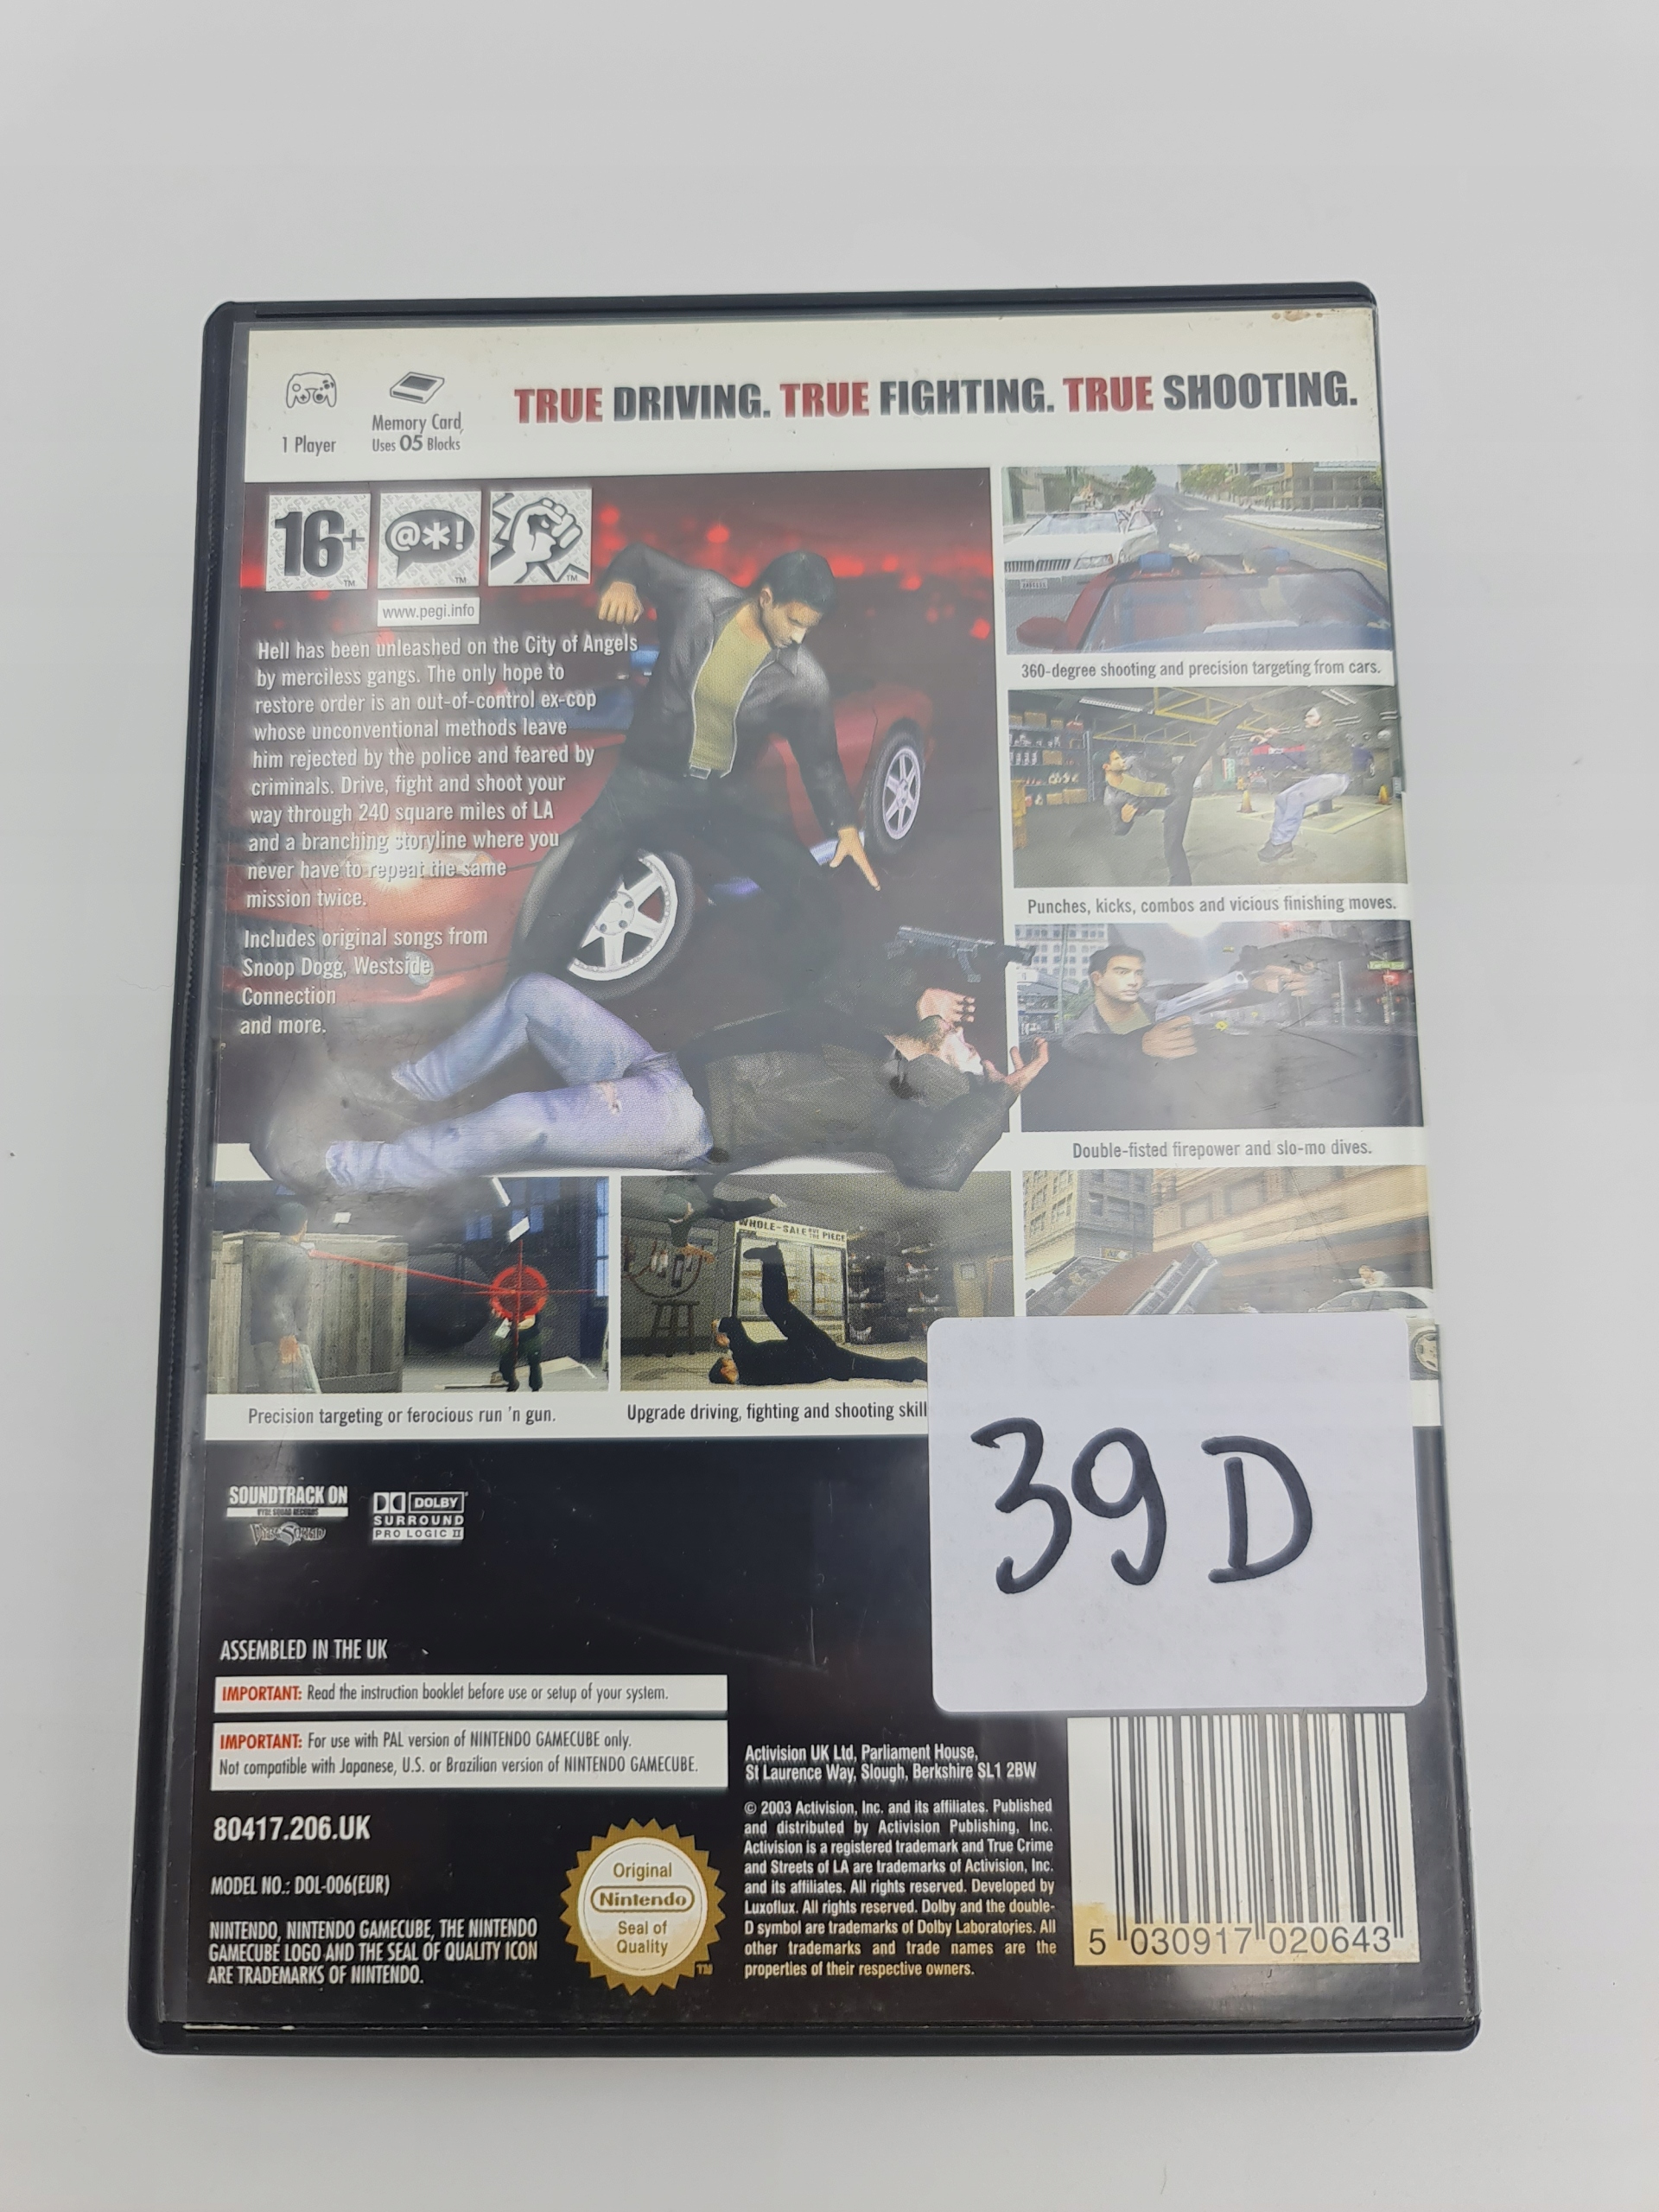 TRUE DRIVING. TRUE FIGHTING. TRUE SHOOTING.
1 Player
Memory Card,
Uses 05 Blocks
16+
TM
@*!
TM
TM
www.pegi.info
Hell has been unleashed on the City of Angels
by merciless gangs. The only hope to
restore order is an out-of-control ex-cop
whose unconventional methods leave
him rejected by the police and feared by
criminals. Drive, fight and shoot your
way through 240 square miles of LA
and a branching storyline where you
never have to repeat the same
mission twice.
Includes original songs from
Snoop Dogg, Westside
Connection
and more.
360-degree shooting and precision targeting from cars.
Punches, kicks, combos and vicious finishing moves.
Double-fisted firepower and slo-mo dives.
WHOLE-SALE PIECE
Precision targeting or ferocious run 'n gun.
Upgrade driving, fighting and shooting skill
39D
SOUNDTRACK ON
DOLBY
SURROUND
PRO LOGIC II
ASSEMBLED IN THE UK
IMPORTANT: Read the instruction booklet before use or setup of your system.
IMPORTANT: For use with PAL version of NINTENDO GAMECUBE only.
Not compatible with Japanese, U.S. or Brazilian version of NINTENDO GAMECUBE.
80417.206.UK
MODEL NO.: DOL-006(EUR)
NINTENDO, NINTENDO GAMECUBE, THE NINTENDO
GAMECUBE LOGO AND THE SEAL OF QUALITY ICON
ARE TRADEMARKS OF NINTENDO.
Original
Nintendo
Seal of
Quality
TM
Activision UK Ltd, Parliament House,
St Laurence Way, Slough, Berkshire SL1 2BW
© 2003 Activision, Inc. and its affiliates. Published
and distributed by Activision Publishing, Inc.
Activision is a registered trademark and True Crime
and Streets of LA are trademarks of Activision, Inc.
and its affiliates. All rights reserved. Developed by
Luxoflux. All rights reserved. Dolby and the double-
D symbol are trademarks of Dolby Laboratories. All
other trademarks and trade names are the
properties of their respective owners.
5 030917 020643